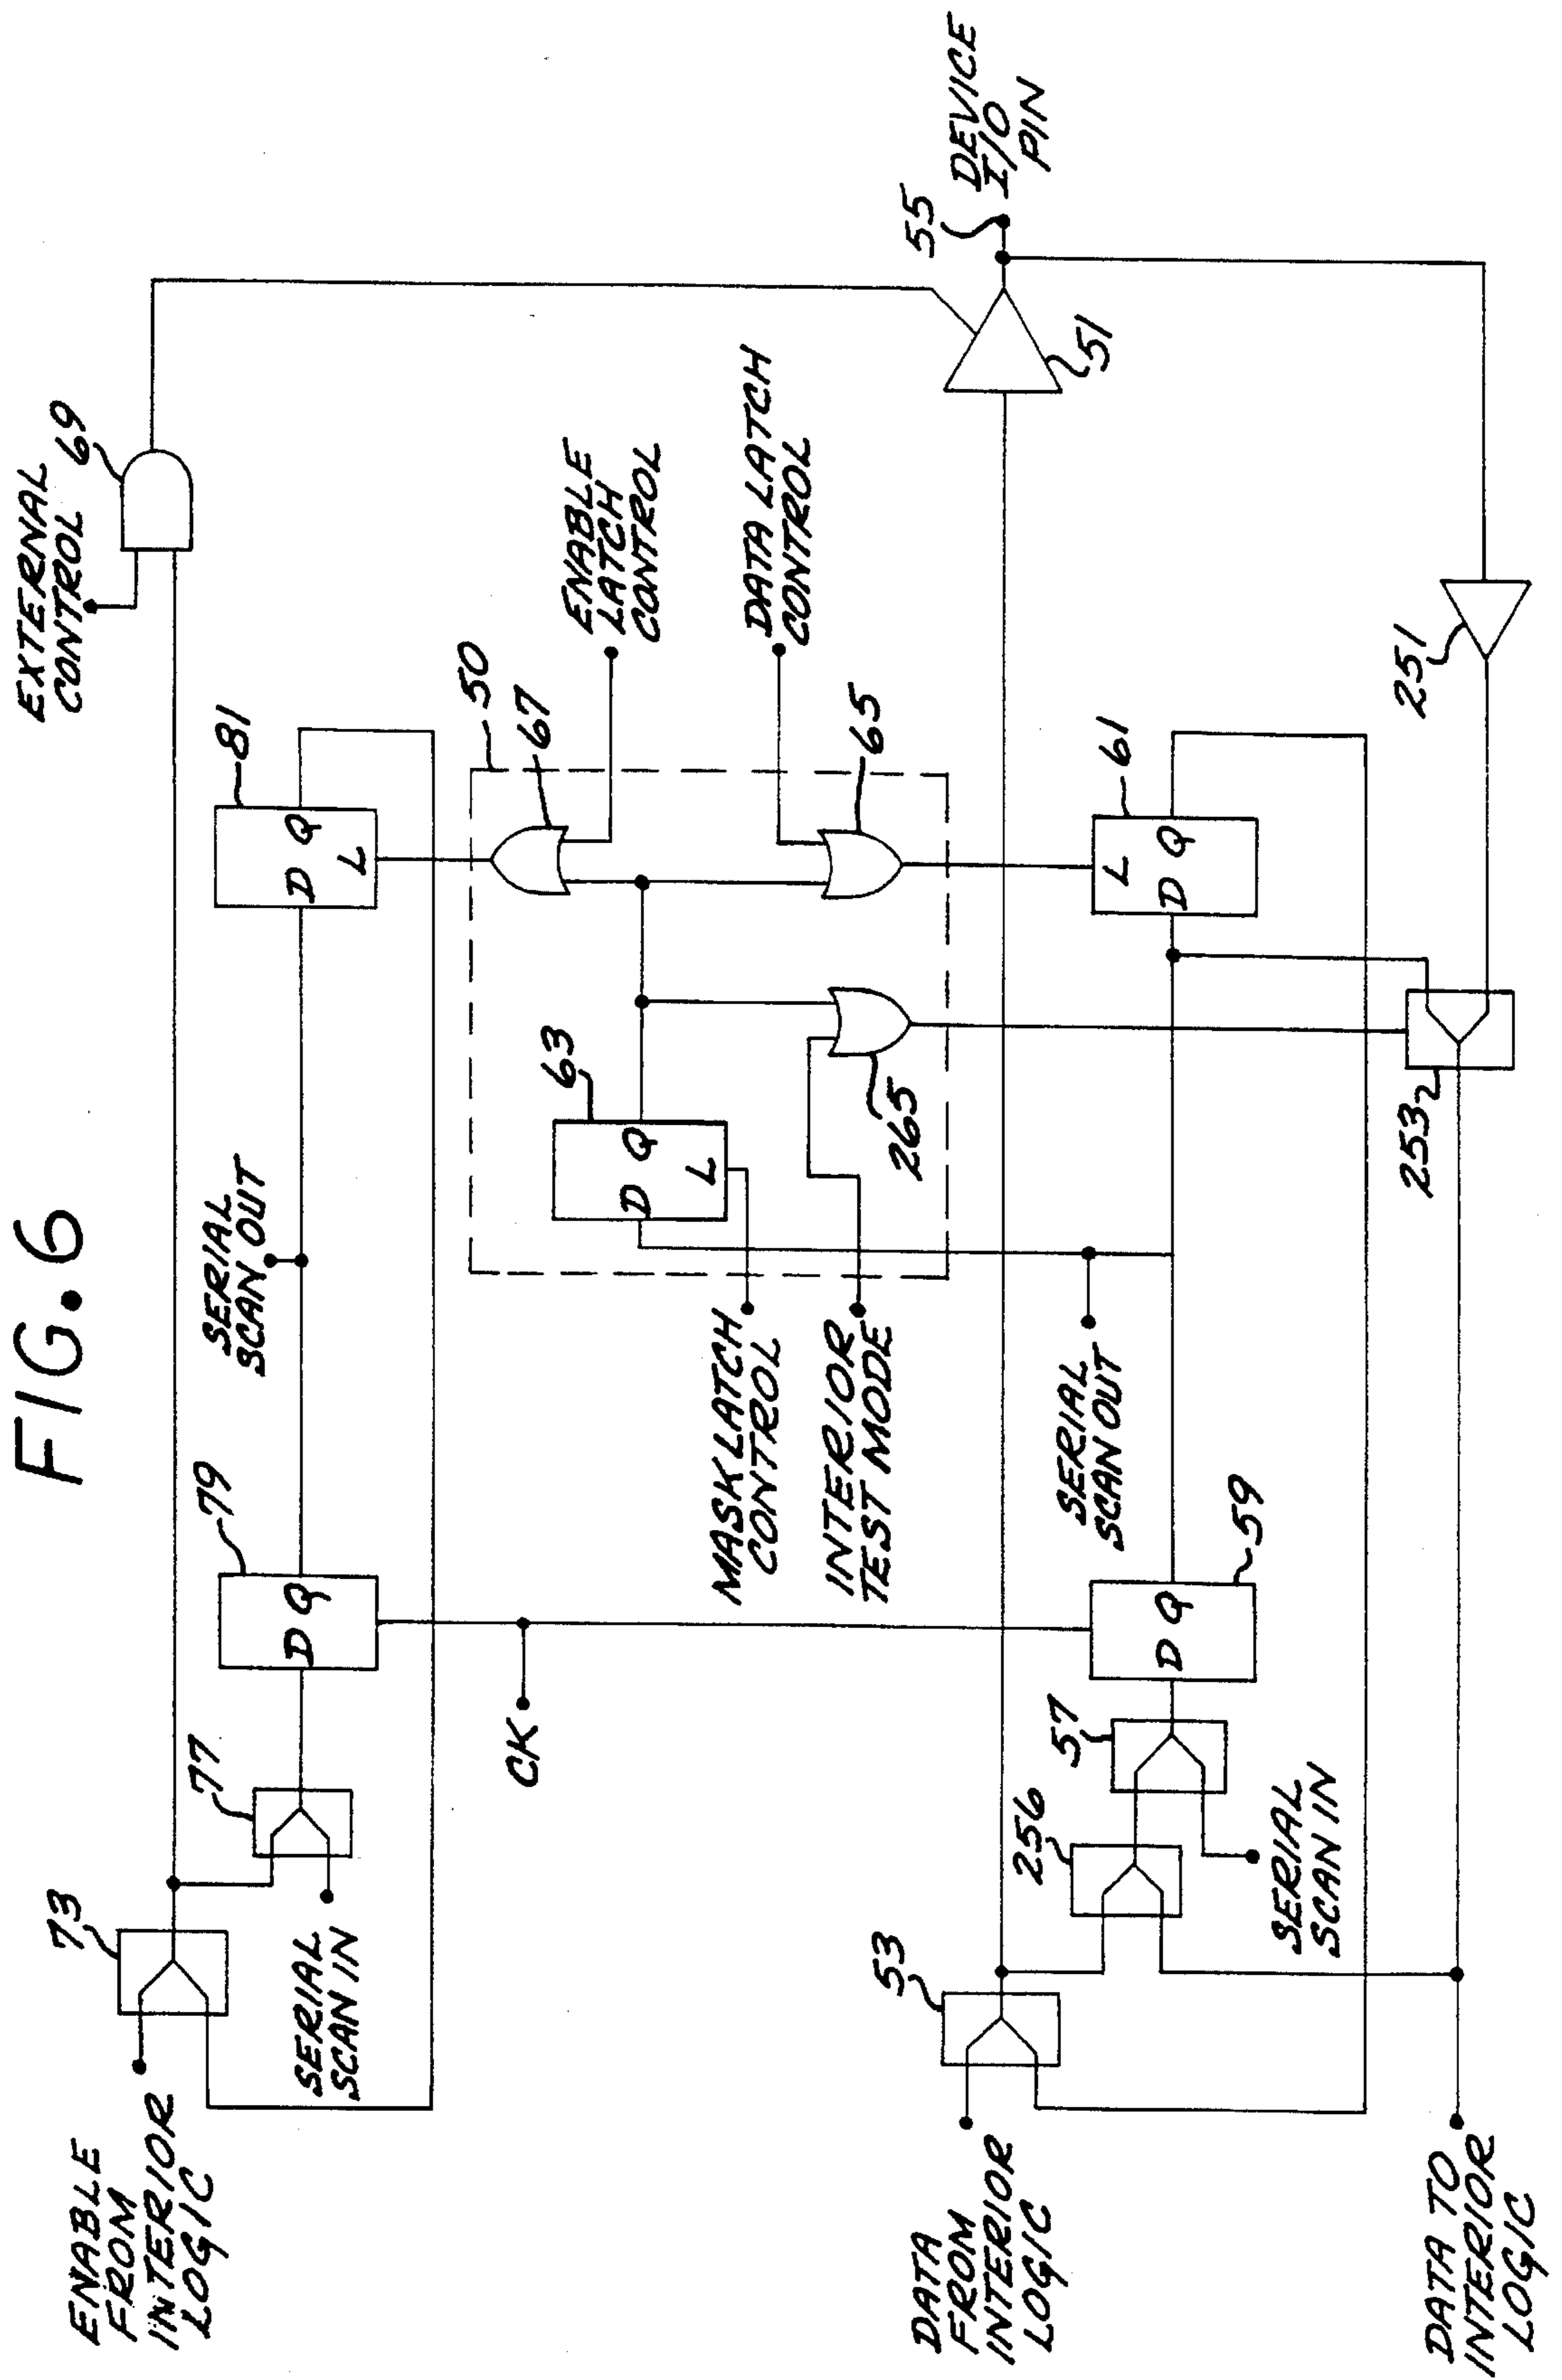 FIG. 6
EXTERNAL
CONTROL
69
ENABLE
FROM
INTERIOR
LOGIC
73
77
SERIAL
SCAN IN
79
D Q
SERIAL
SCAN OUT
81
D Q
L
CK
50
67
ENABLE
LATCH
CONTROL
63
D Q
L
DATA LATCH
CONTROL
65
265
MASK LATCH
CONTROL
INTERIOR
TEST MODE
DATA
FROM
INTERIOR
LOGIC
53
256
57
SERIAL
SCAN IN
59
D Q
SERIAL
SCAN OUT
61
L
D Q
51
55
DEVICE
I/O
PIN
251
253
DATA TO
INTERIOR
LOGIC